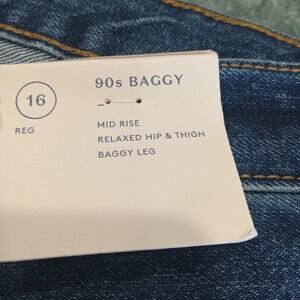 90s BAGGY
16
REG
MID RISE
RELAXED HIP & THIGH
BAGGY LEG